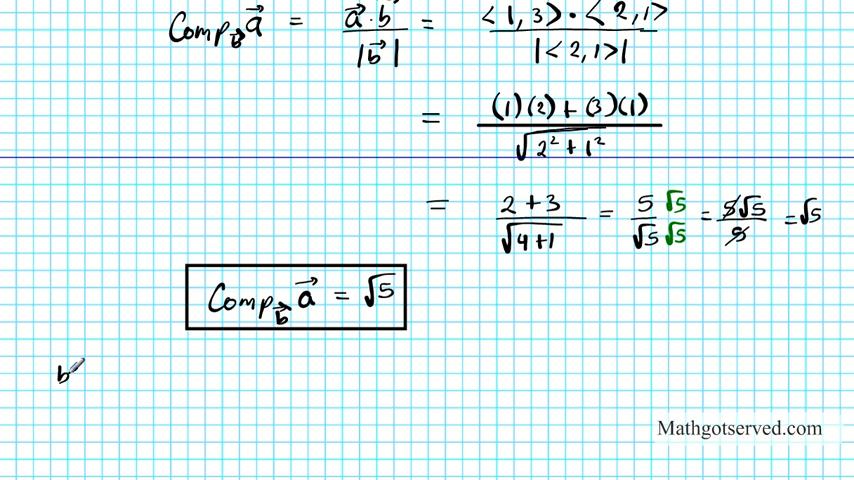 Comp_b⃗ a⃗ = a⃗ · b⃗ / |b⃗| = <1, 3> · <2, 1> / |<2, 1>|
= (1)(2) + (3)(1) / √(2² + 1²)
= 2 + 3 / √(4+1) = 5 √5 / √5 √5 = 5√5 / 5 = √5
Comp_b⃗ a⃗ = √5
b
Mathgotserved.com